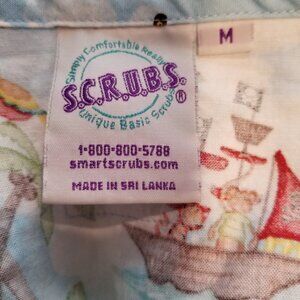 Simply Comfortable Really
S.C.R.U.B.S.®
Unique Basic Scrubs
M
1-800-800-5788
smartscrubs.com
MADE IN SRI LANKA